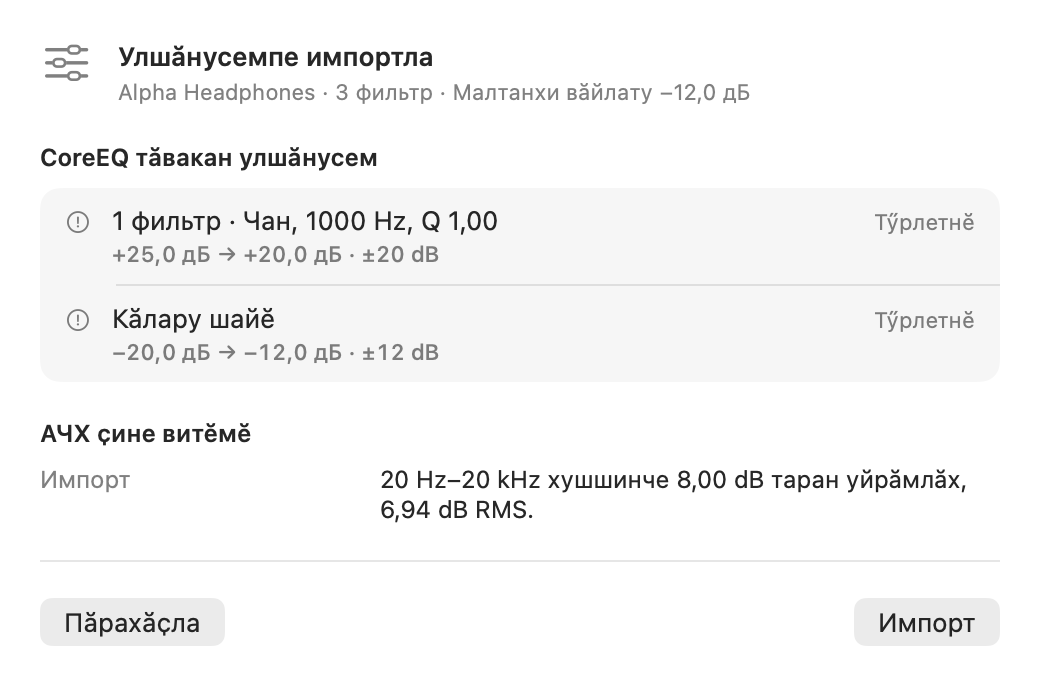 Улшӑнусемпе импортла
Alpha Headphones · 3 фильтр · Малтанхи вӑйлату −12,0 дБ
CoreEQ тӑвакан улшӑнусем
1 фильтр · Чан, 1000 Hz, Q 1,00
Тӳрлетнӗ
+25,0 дБ → +20,0 дБ · ±20 dB
Кӑлару шайӗ
Тӳрлетнӗ
−20,0 дБ → −12,0 дБ · ±12 dB
АЧХ ҫине витӗмӗ
Импорт
20 Hz–20 kHz хушшинче 8,00 dB таран уйрӑмлӑх,
6,94 dB RMS.
Пӑрахӑҫла
Импорт